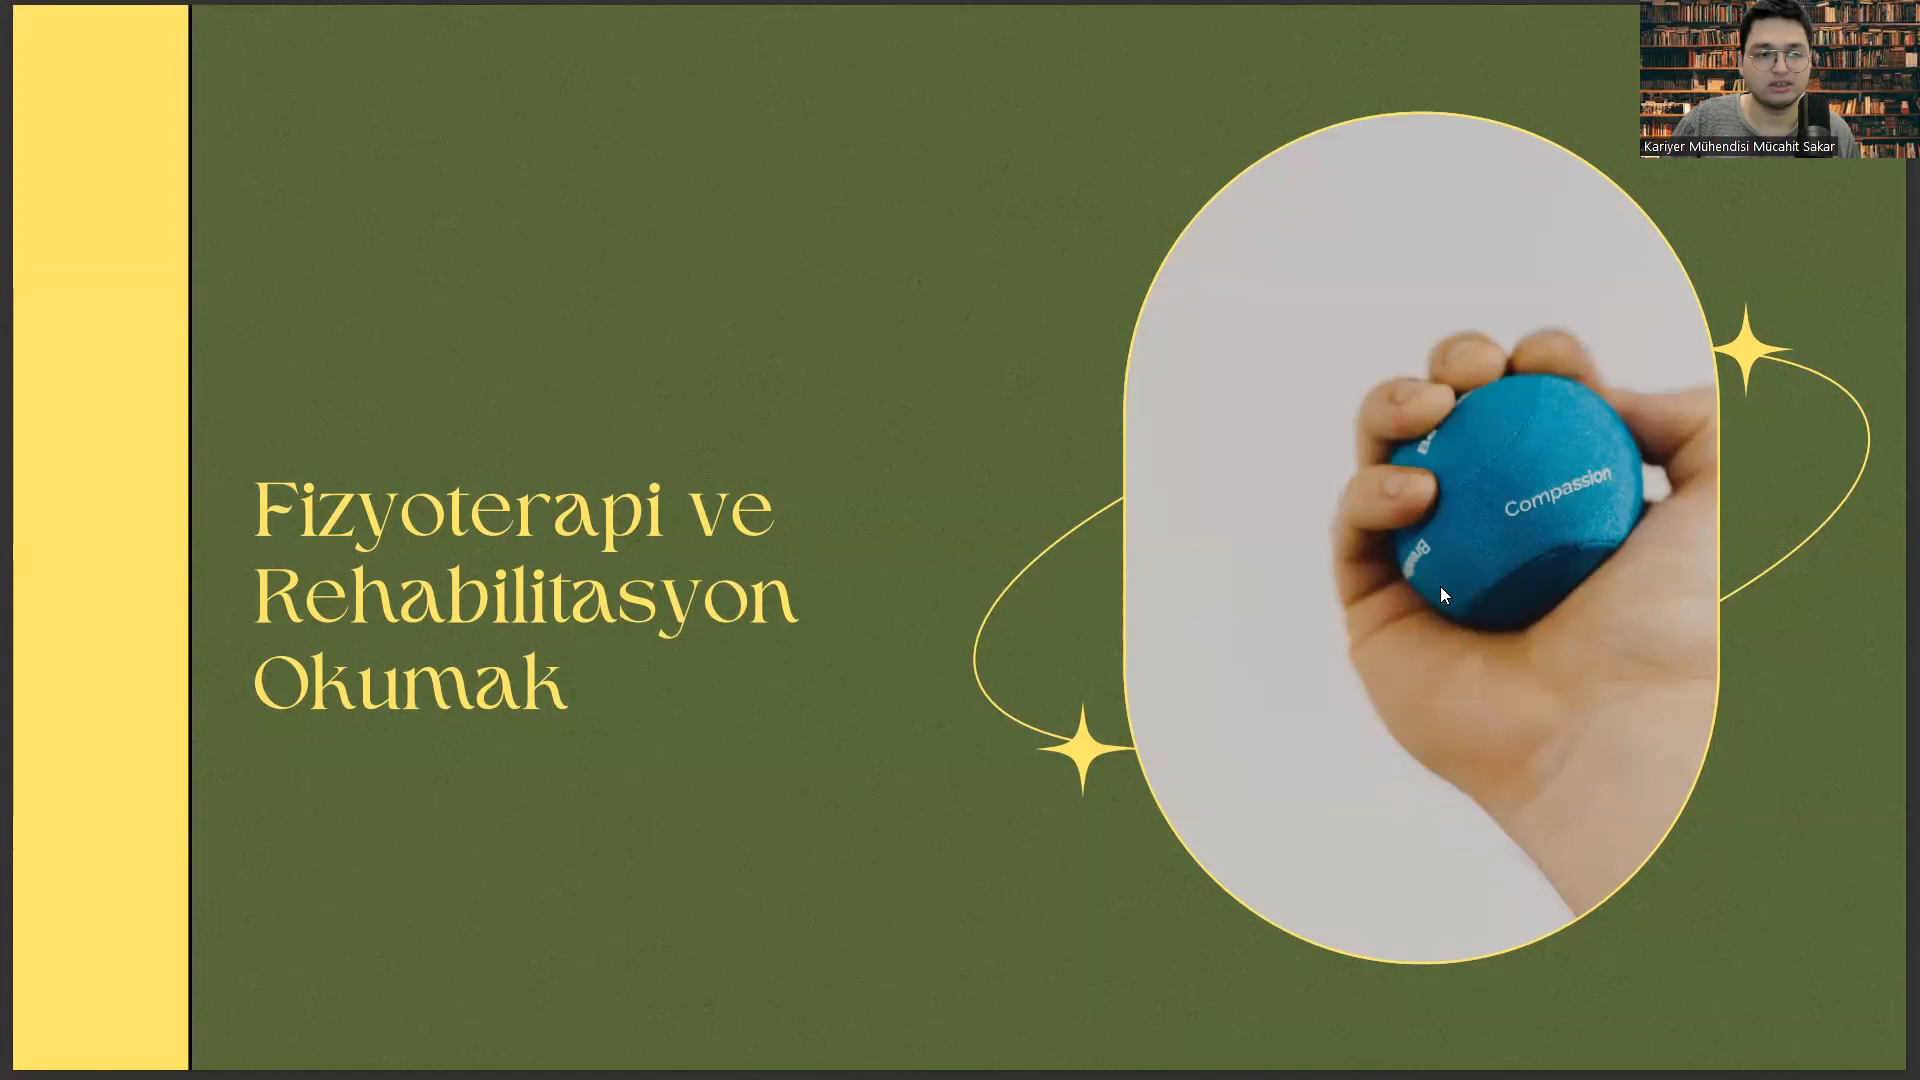 Kariyer Mühendisi Mücahit Sakar
Fizyoterapi ve
Rehabilitasyon
Okumak
Compassion